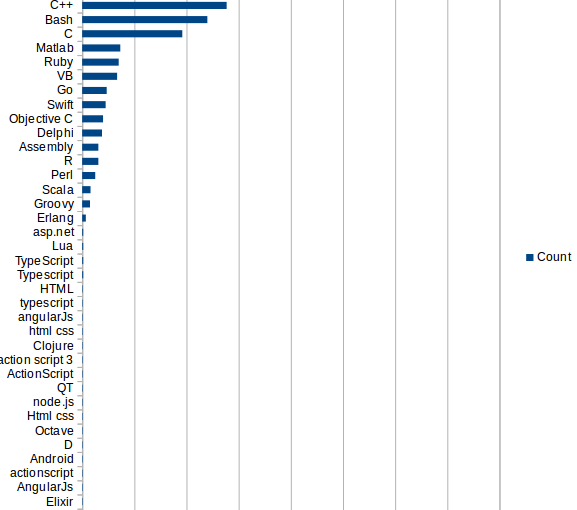 C++
Bash
C
Matlab
Ruby
VB
Go
Swift
Objective C
Delphi
Assembly
R
Perl
Scala
Groovy
Erlang
asp.net
Lua
TypeScript
Typescript
HTML
typescript
angularJs
html css
Clojure
action script 3
ActionScript
QT
node.js
Html css
Octave
D
Android
actionscript
AngularJs
Elixir
Count